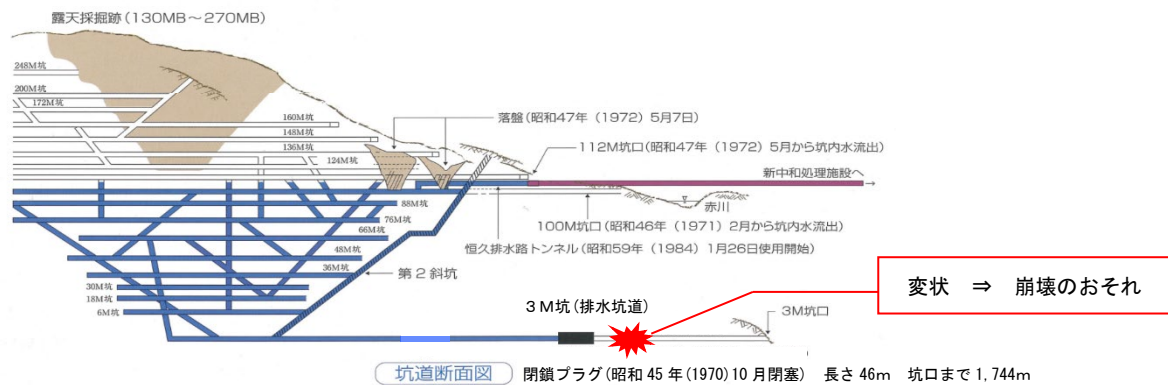 露天採掘跡(130MB~270MB)
248M坑
200M坑
172M坑
160M坑
148M坑
136M坑
124M坑
落盤(昭和47年(1972)5月7日)
112M坑口(昭和47年(1972)5月から坑内水流出)
新中和処理施設へ
88M坑
赤川
76M坑
100M坑口(昭和46年(1971)2月から坑内水流出)
66M坑
恒久排水路トンネル(昭和59年(1984)1月26日使用開始)
48M坑
36M坑
第2斜坑
30M坑
18M坑
6M坑
変状 ⇒ 崩壊のおそれ
3M坑(排水坑道)
3M坑口
坑道断面図
閉鎖プラグ(昭和45年(1970)10月閉塞) 長さ46m 坑口まで1,744m